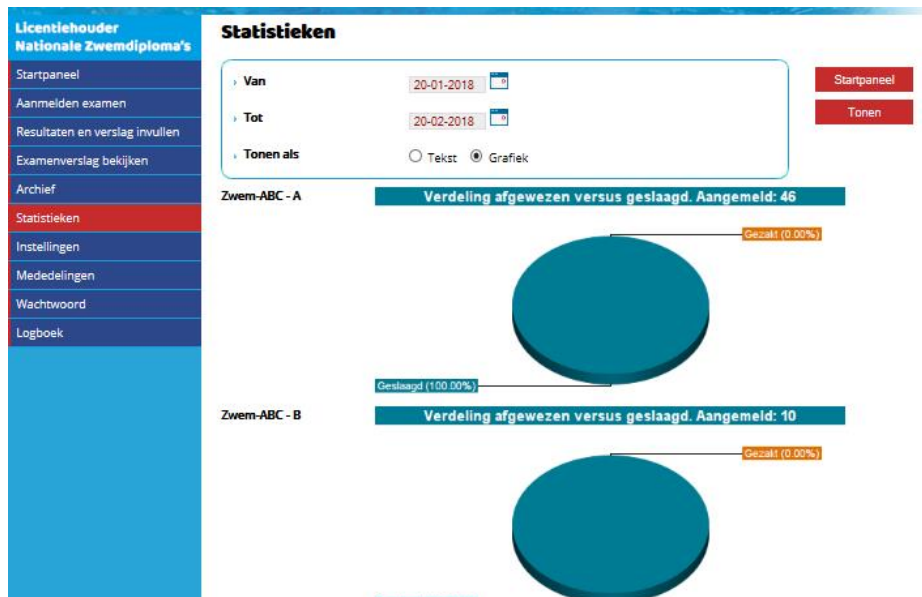 Licentiehouder
Nationale Zwemdiploma's
Startpaneel
Aanmelden examen
Resultaten en verslag invullen
Examenverslag bekijken
Archief
Statistieken
Instellingen
Mededelingen
Wachtwoord
Logboek
Statistieken
Van
20-01-2018
Tot
20-02-2018
Tonen als
Tekst
Grafiek
Startpaneel
Tonen
Zwem-ABC - A
Verdeling afgewezen versus geslaagd. Aangemeld: 46
Gezakt (0.00%)
Geslaagd (100.00%)
Zwem-ABC - B
Verdeling afgewezen versus geslaagd. Aangemeld: 10
Gezakt (0.00%)